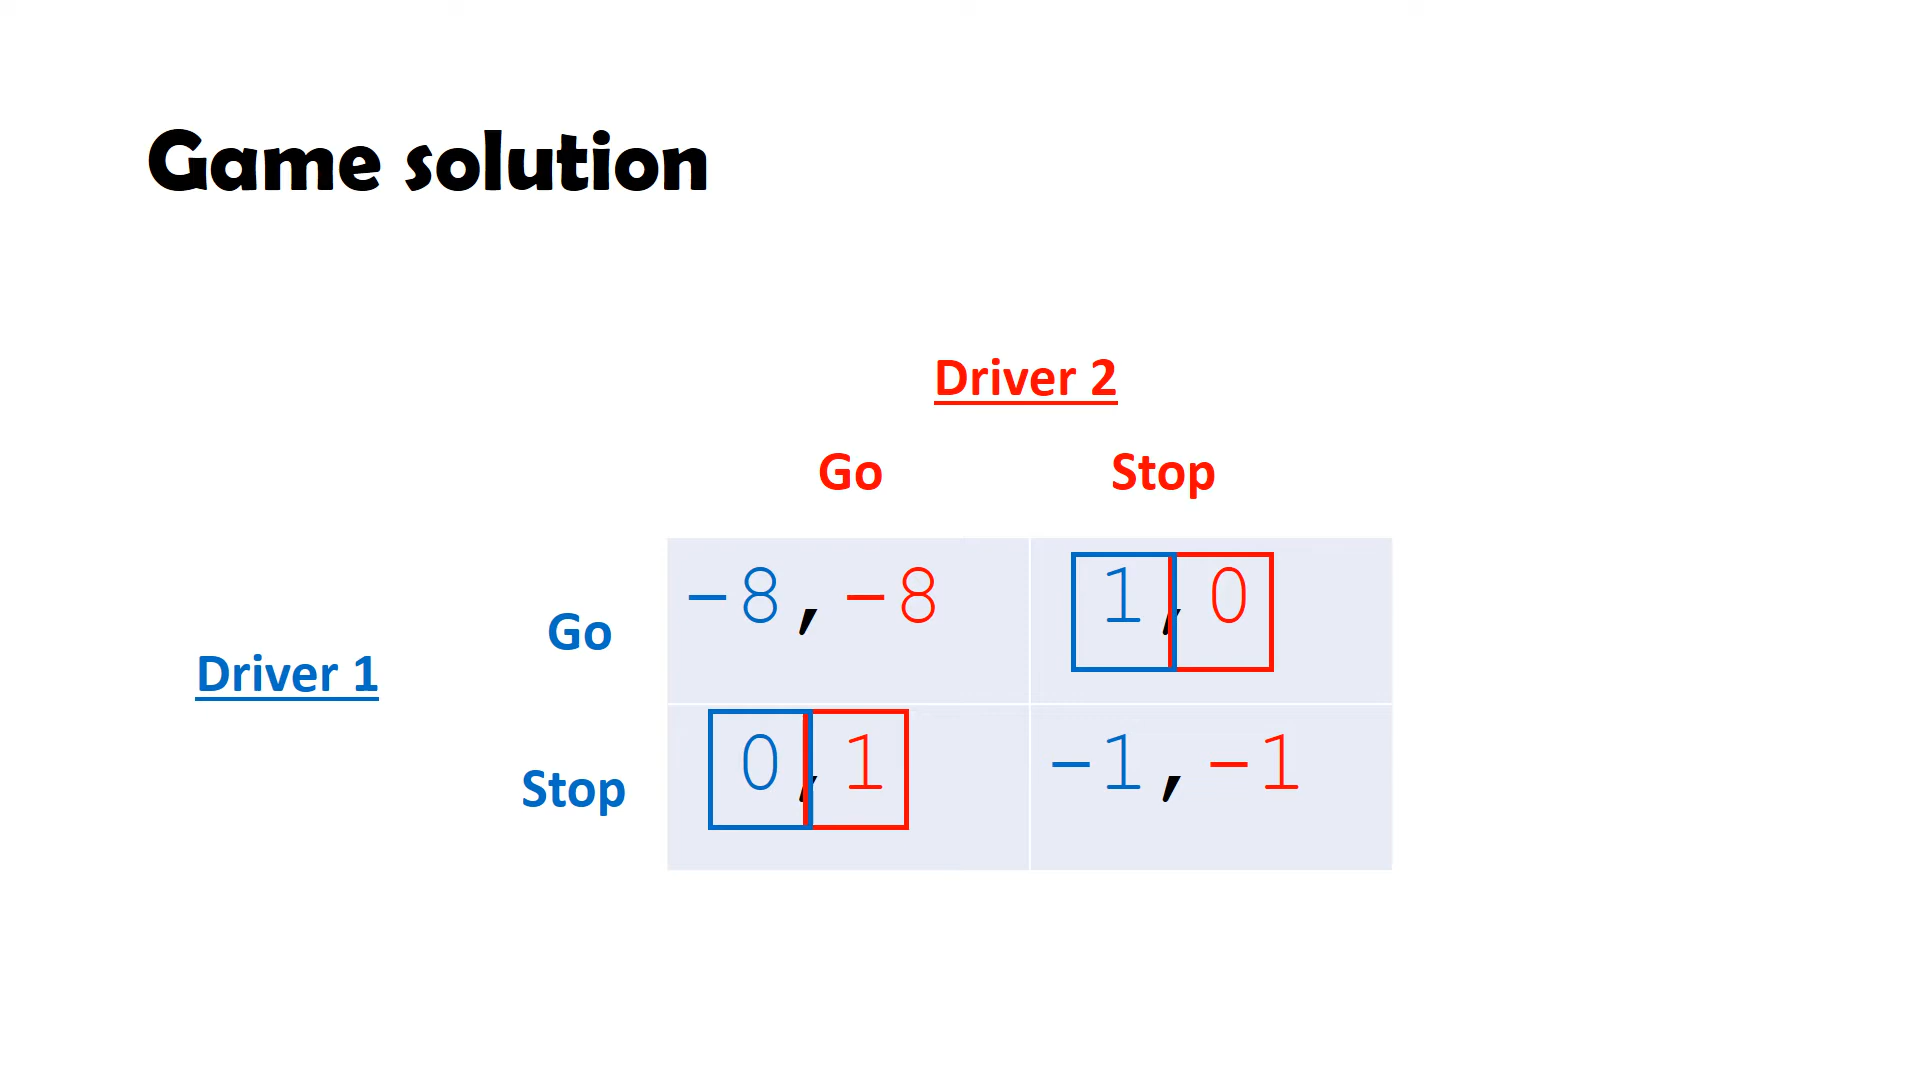 Game solution
Driver 2
Go Stop
Go -8,-8 1,0
Driver 1
Stop 0,1 -1,-1